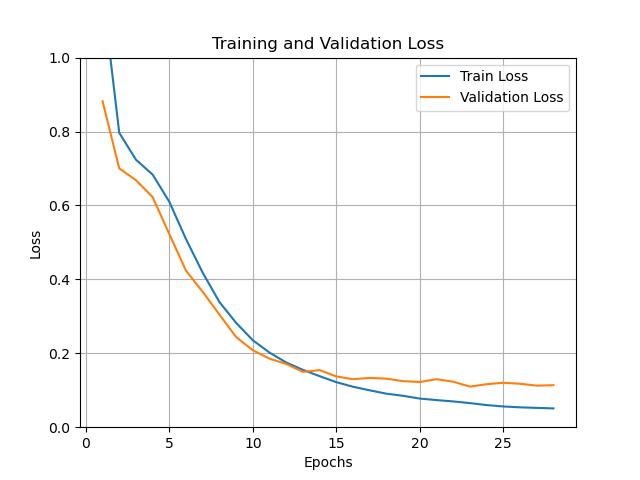 Training and Validation Loss
Train Loss
Validation Loss
Loss
1.0
0.8
0.6
0.4
0.2
0.0
0 5 10 15 20 25
Epochs